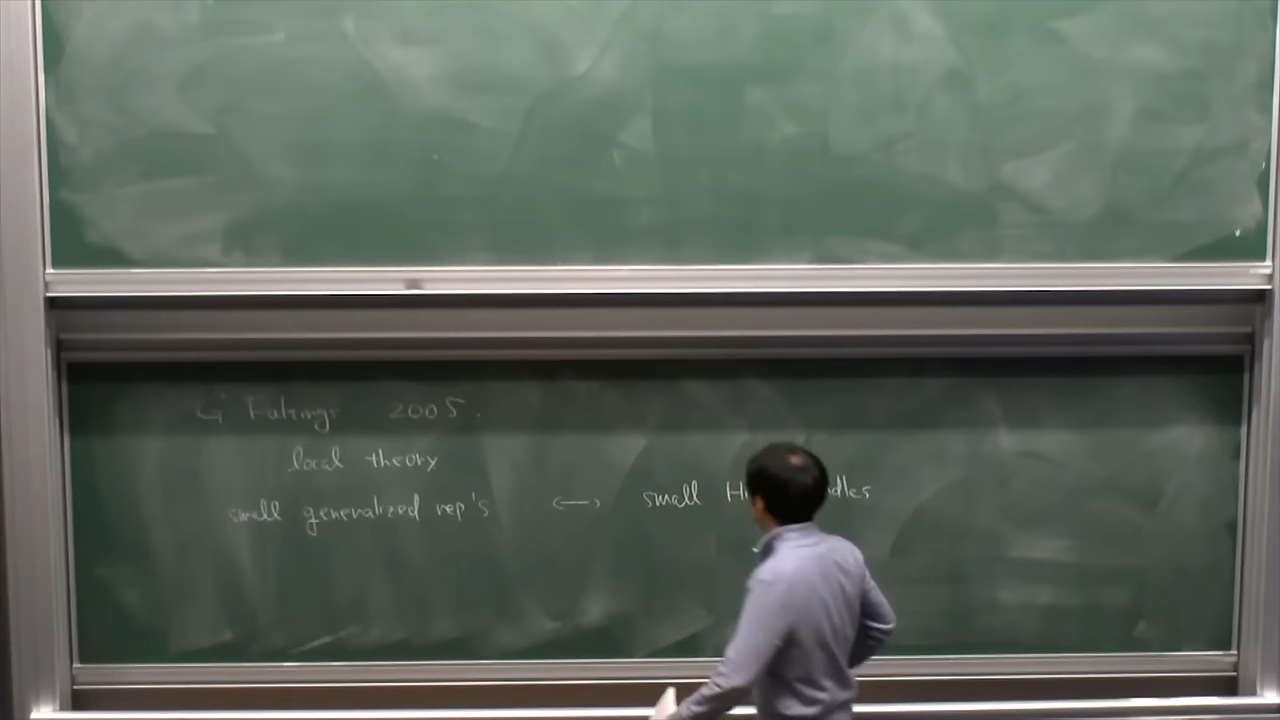 G Faltings 2005.
local theory
small generalized rep's ⟷ small